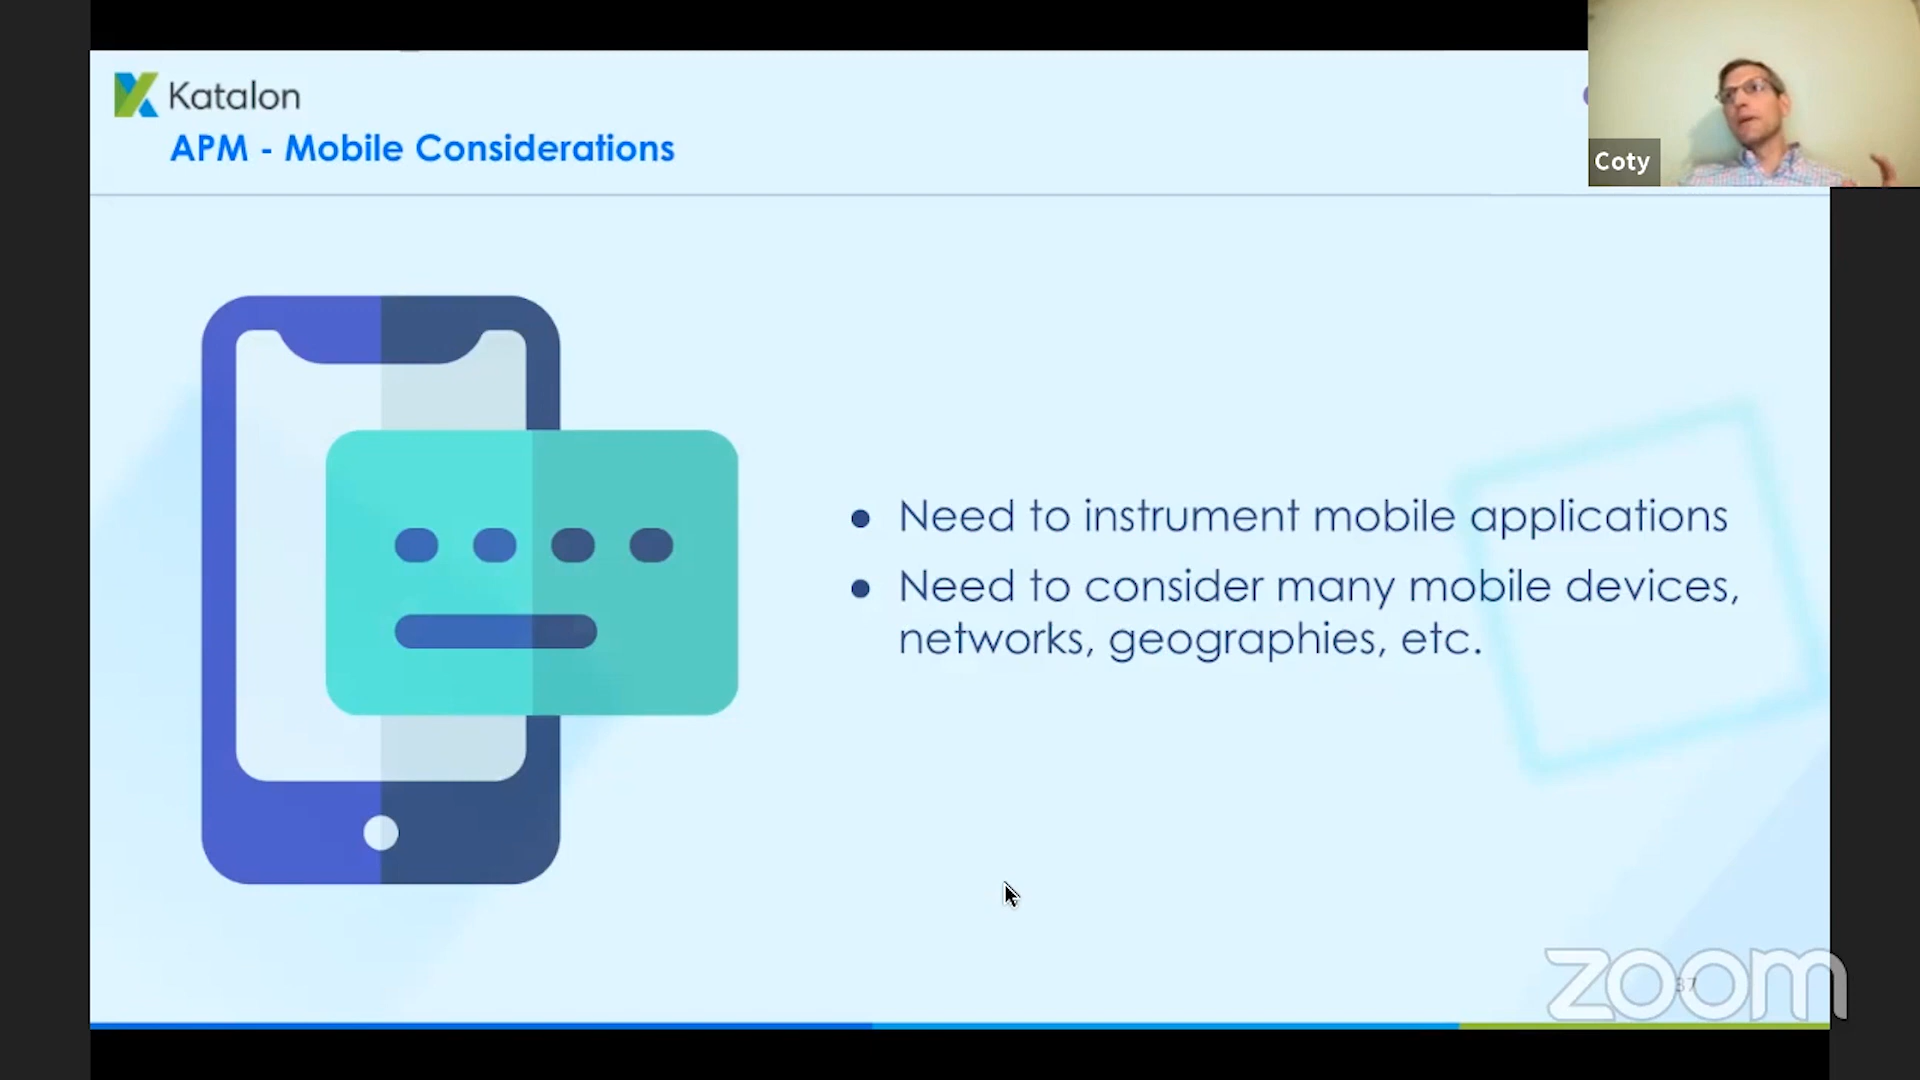 Katalon
APM - Mobile Considerations
Coty
● Need to instrument mobile applications
● Need to consider many mobile devices,
networks, geographies, etc.
37
zoom